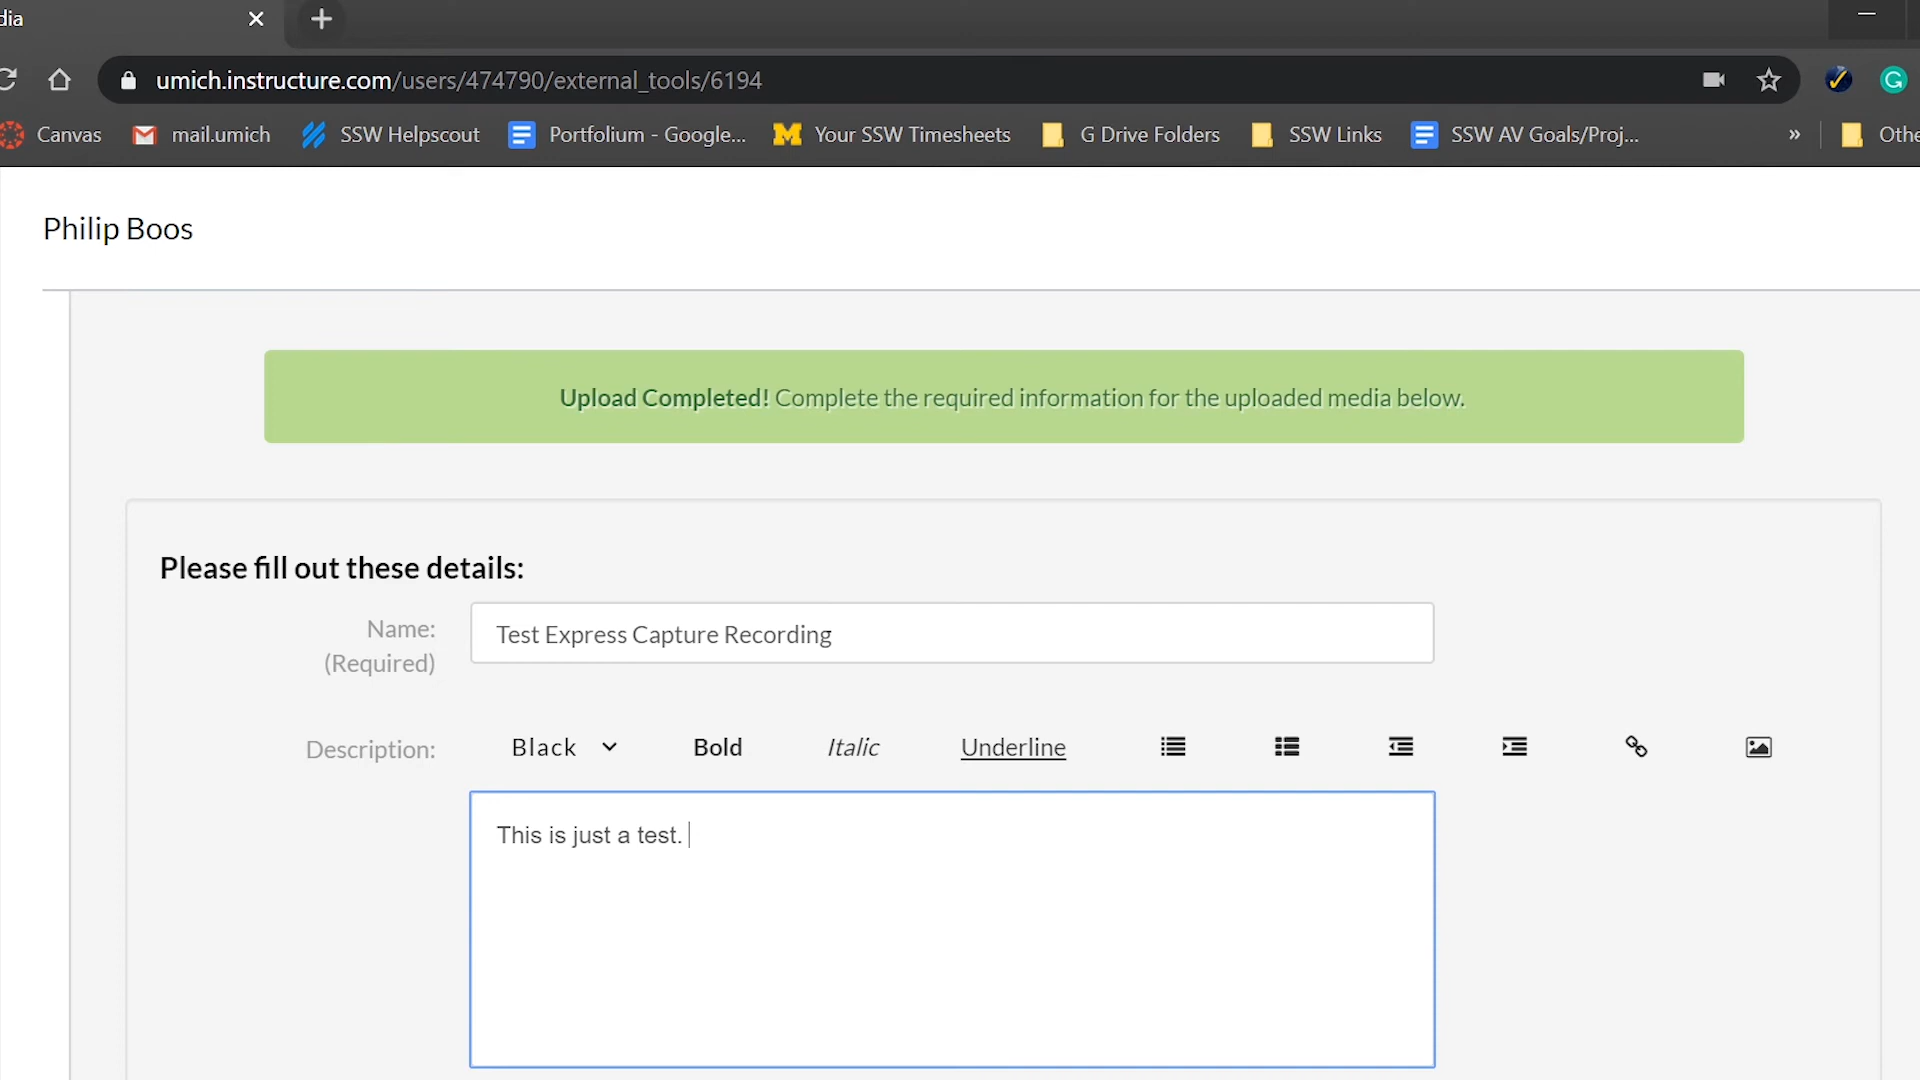 dia
umich.instructure.com/users/474790/external_tools/6194
Canvas mail.umich SSW Helpscout Portfolium - Google... Your SSW Timesheets G Drive Folders SSW Links SSW AV Goals/Proj... » Othe
Philip Boos
Upload Completed! Complete the required information for the uploaded media below.
Please fill out these details:
Name:
(Required)
Test Express Capture Recording
Description:
Black Bold Italic Underline
This is just a test.